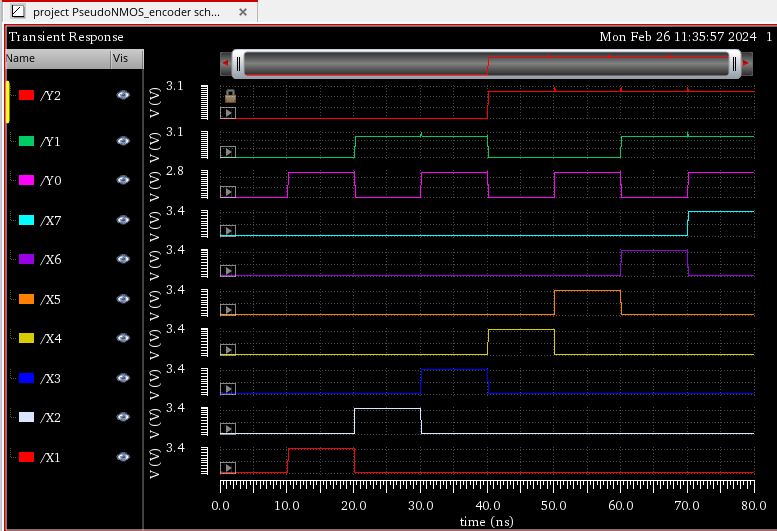 project PseudoNMOS_encoder sch... ×
Transient Response Mon Feb 26 11:35:57 2024 1
Name Vis
/Y2 V (V) 3.1
/Y1 V (V) 3.1
/Y0 V (V) 2.8
/X7 V (V) 3.4
/X6 V (V) 3.4
/X5 V (V) 3.4
/X4 V (V) 3.4
/X3 V (V) 3.4
/X2 V (V) 3.4
/X1 V (V) 3.4
0.0 10.0 20.0 30.0 40.0 50.0 60.0 70.0 80.0
time (ns)